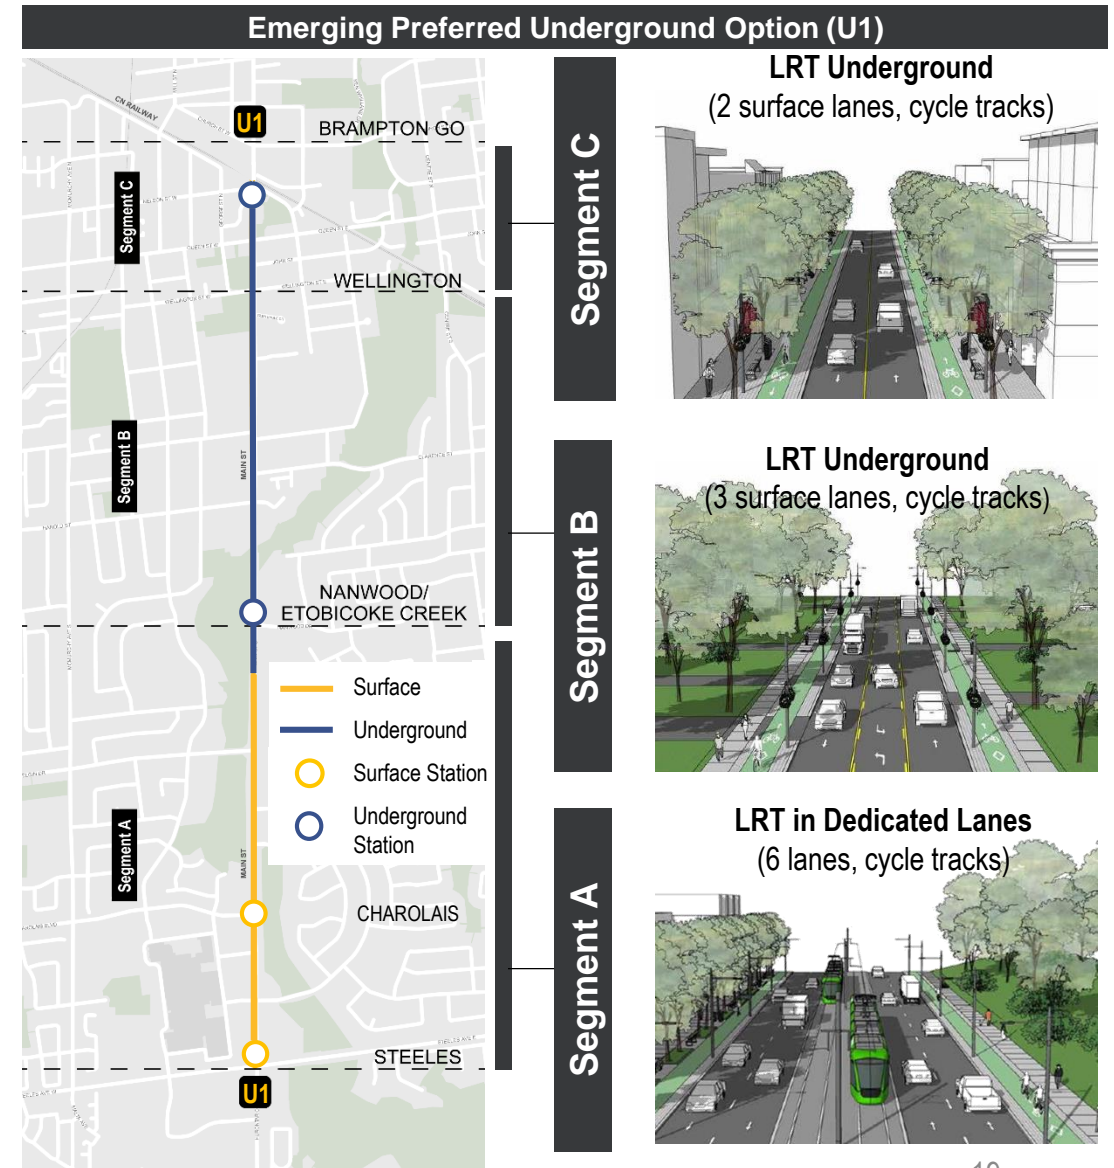 Emerging Preferred Underground Option (U1)
CN RAILWAY
U1
BRAMPTON GO
Segment C
WELLINGTON
Segment B
MAIN ST
NANWOOD/
ETOBICOKE CREEK
Surface
Underground
Surface Station
Underground
Station
Segment A
MAIN ST
CHAROLAIS
STEELES
U1
Segment C
LRT Underground
(2 surface lanes, cycle tracks)
Segment B
LRT Underground
(3 surface lanes, cycle tracks)
Segment A
LRT in Dedicated Lanes
(6 lanes, cycle tracks)